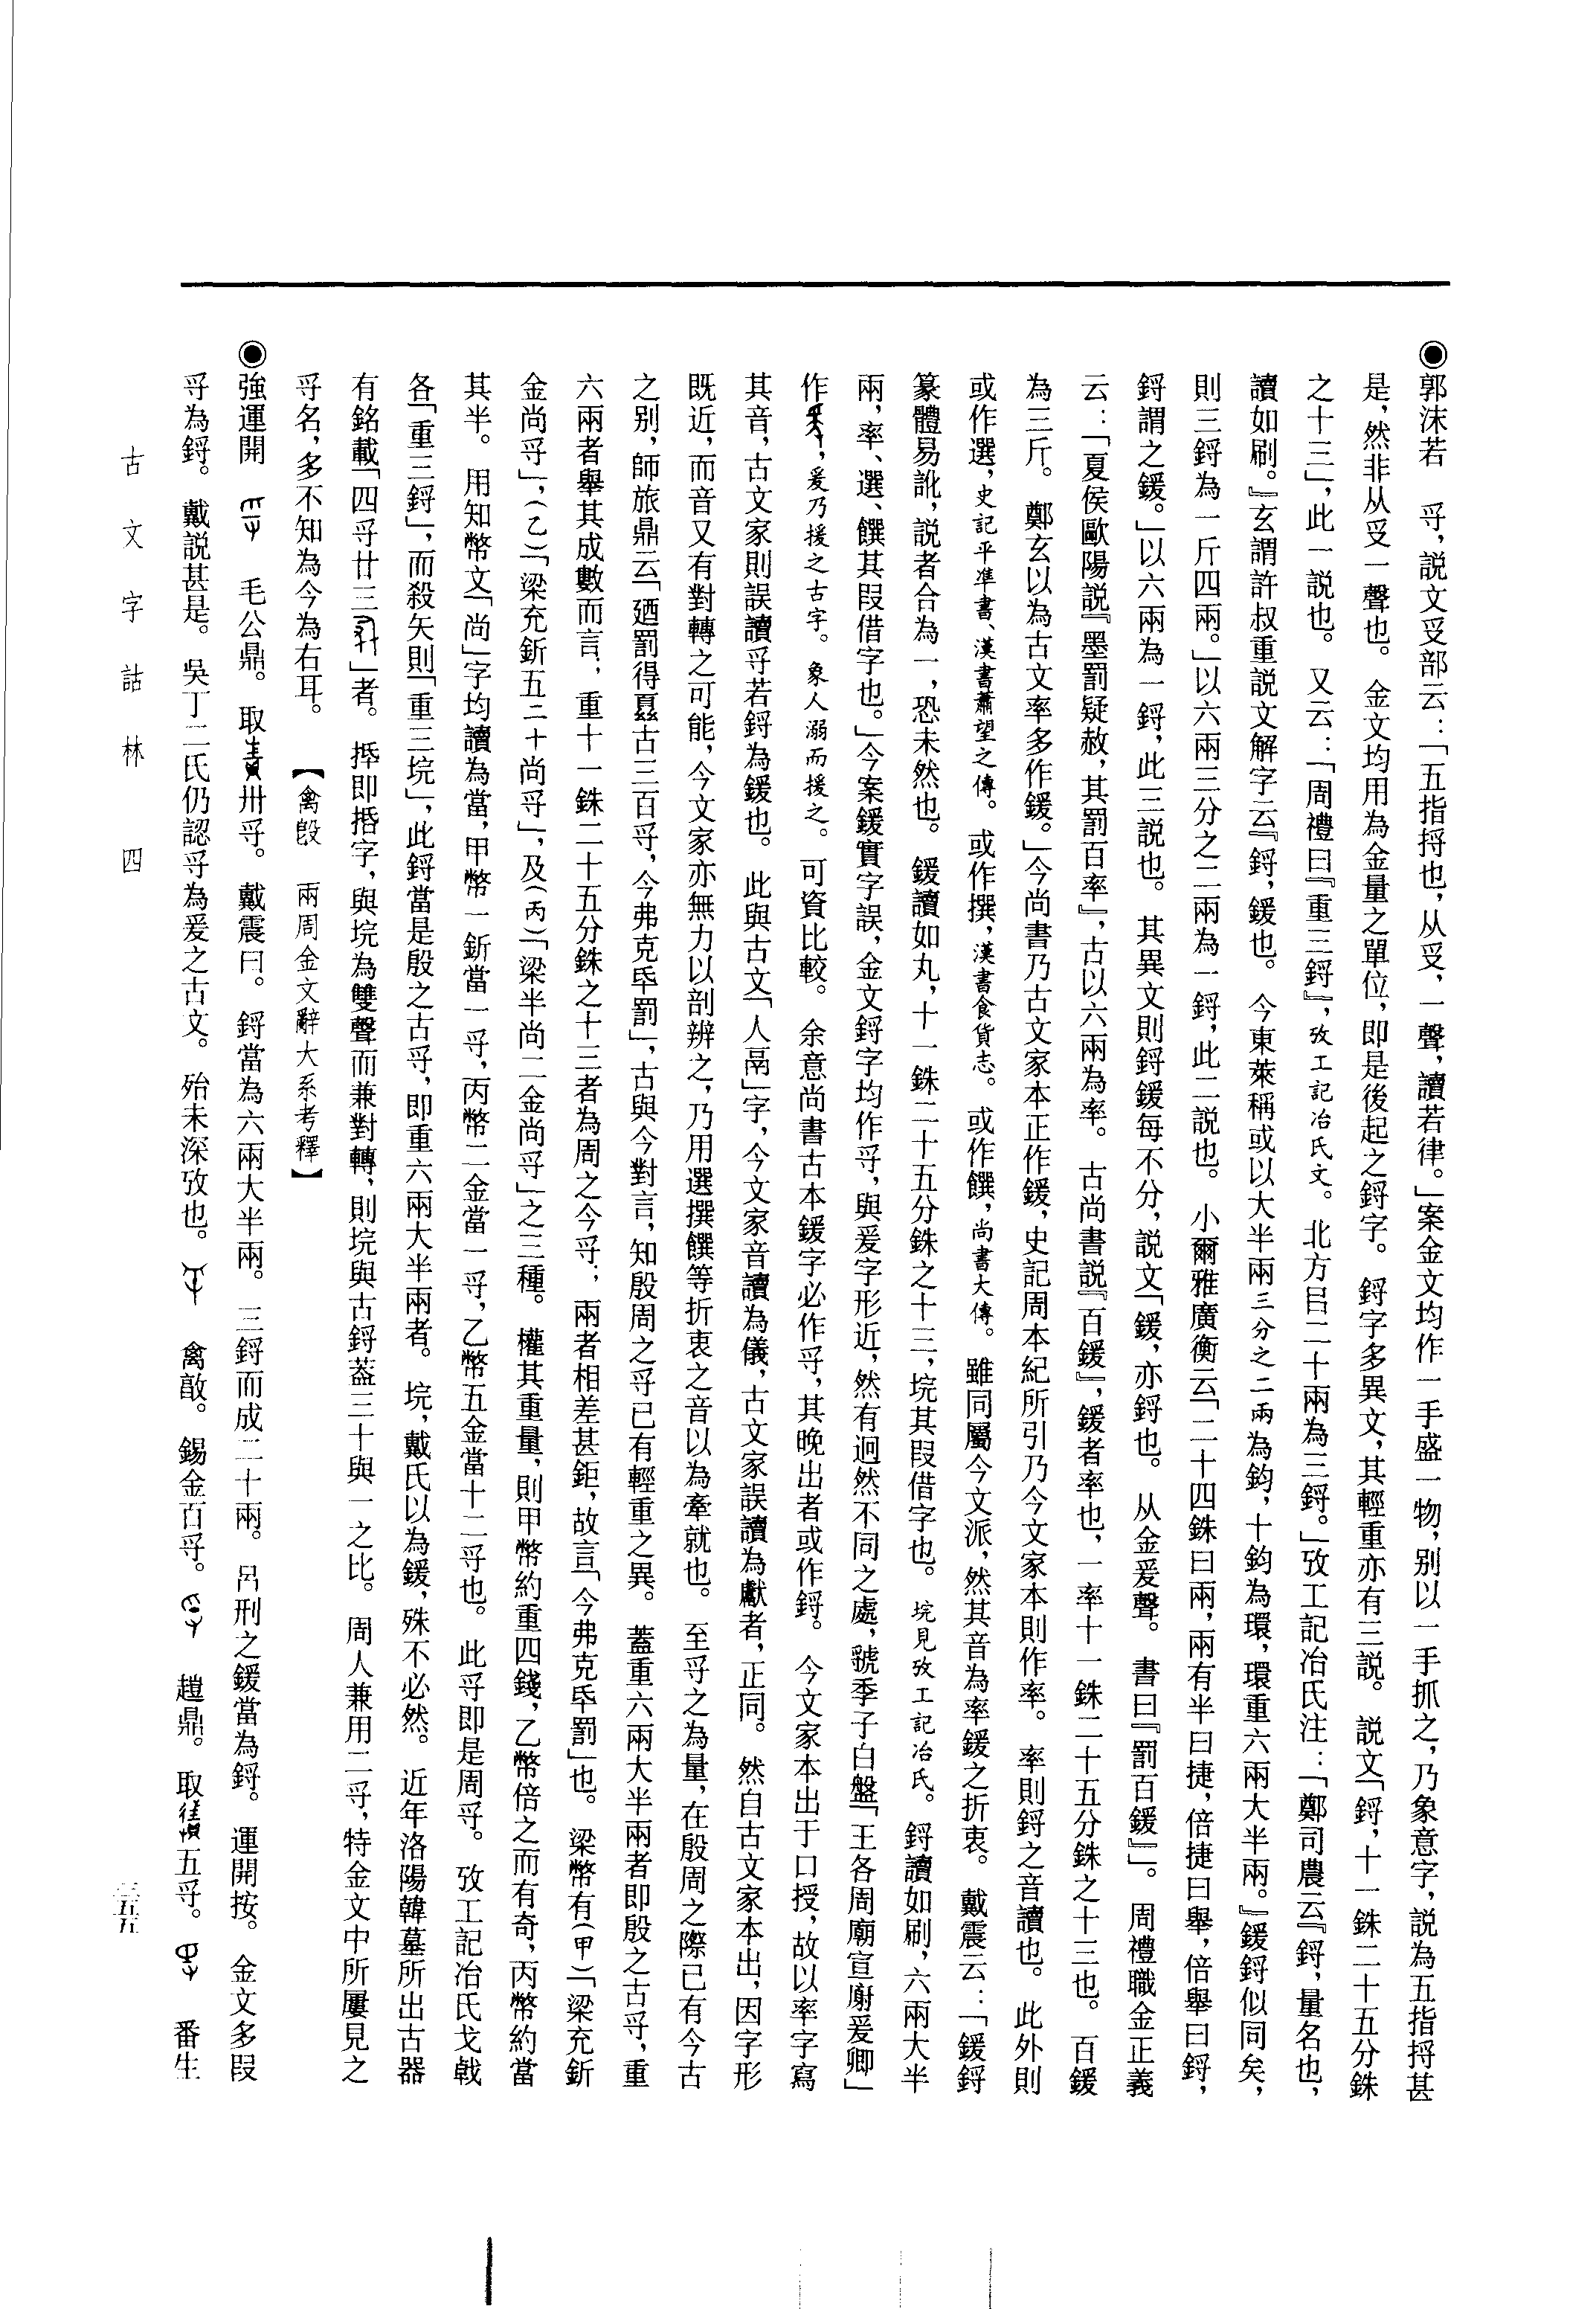 ◉郭沫若　寽，説文𠬪部云：「五指捋也，从𠬪，一聲，讀若律。」案金文均作一手盛一物，別以一手抓之，乃象意字，説為五指捋甚
是，然非从𠬪一聲也。金文均用為金量之單位，即是後起之鋝字。鋝字多異文，其輕重亦有三説。説文「鋝，十一銖二十五分銖
之十三」，此一説也。又云：「周禮曰『重三鋝』，攷工記冶氏文。北方㠯二十兩為三鋝。」攷工記冶氏注：「鄭司農云『鋝，量名也，
讀如刷。』玄謂許叔重説文解字云『鋝，鍰也。今東萊稱或以大半兩三分之二兩為鈞，十鈞為環，環重六兩大半兩。』鍰鋝似同矣，
則三鋝為一斤四兩。」以六兩三分之二兩為一鋝，此二説也。小爾雅廣衡云「二十四銖曰兩，兩有半曰捷，倍捷曰舉，倍舉曰鋝，
鋝謂之鍰。」以六兩為一鋝，此三説也。其異文則鋝鍰每不分，説文「鍰，亦鋝也。从金爰聲。書曰『罰百鍰』」。周禮職金正義
云：「夏侯歐陽説『墨罰疑赦，其罰百率』，古以六兩為率。古尚書説『百鍰』，鍰者率也，一率十一銖二十五分銖之十三也。百鍰
為三斤。鄭玄以為古文率多作鍰。」今尚書乃古文家本正作鍰，史記周本紀所引乃今文家本則作率。率則鋝之音讀也。此外則
或作選，史記平準書、漢書蕭望之傳。或作撰，漢書食貨志。或作饌，尚書大傳。雖同屬今文派，然其音為率鍰之折衷。戴震云：「鍰鋝
篆體易訛，説者合為一，恐未然也。鍰讀如丸，十一銖二十五分銖之十三，垸其叚借字也。垸見攷工記冶氏。鋝讀如刷，六兩大半
兩，率、選、饌其叚借字也。」今案鍰實字誤，金文鋝字均作寽，與爰字形近，然有迥然不同之處，虢季子白盤「王各周廟宣廚爰卿」
作，爰乃援之古字。象人溺而援之。可資比較。余意尚書古本鍰字必作寽，其晚出者或作鋝。今文家本出于口授，故以率字寫
其音，古文家則誤讀寽若鋝為鍰也。此與古文「人鬲」字，今文家音讀為儀，古文家誤讀為獻者，正同。然自古文家本出，因字形
既近，而音又有對轉之可能，今文家亦無力以剖辨之，乃用選撰饌等折衷之音以為牽就也。至寽之為量，在殷周之際已有今古
之别，師旅鼎云「廼罰得㬎古三百寽，今弗克氒罰」，古與今對言，知殷周之寽已有輕重之異。蓋重六兩大半兩者即殷之古寽，重
六兩者舉其成數而言；重十一銖二十五分銖之十三者為周之今寽；兩者相差甚鉅，故言「今弗克氒罰」也。梁幣有（甲）「梁充釿
金尚寽」，（乙）「梁充釿五二十尚寽」，及（丙）「梁半尚二金尚寽」之三種。權其重量，則甲幣約重四錢，乙幣倍之而有奇，丙幣約當
其半。用知幣文「尚」字均讀為當，甲幣一釿當一寽，丙幣二金當一寽，乙幣五金當十二寽也。此寽即是周寽。攷工記冶氏戈戟
各「重三鋝」，而殺矢則「重三垸」，此鋝當是殷之古寽，即重六兩大半兩者。垸，戴氏以為鍰，殊不必然。近年洛陽韓墓所出古器
有銘載「四寽廿三」者。捀即捪字，與垸為雙聲而兼對轉，則垸與古鋝葢三十與一之比。周人兼用二寽，特金文中所屢見之
寽名，多不知為今為右耳。【禽𣪕　兩周金文辭大系考釋】
◉強運開　毛公鼎。取卅寽。戴震曰。鋝當為六兩大半兩。三鋝而成二十兩。呂刑之鍰當為鋝。運開按。金文多叚
寽為鋝。戴説甚是。吳丁二氏仍認寽為爰之古文。殆未深攷也。禽𣪘。錫金百寽。趞鼎。取五寽。番生
古文字詁林　四
三五五